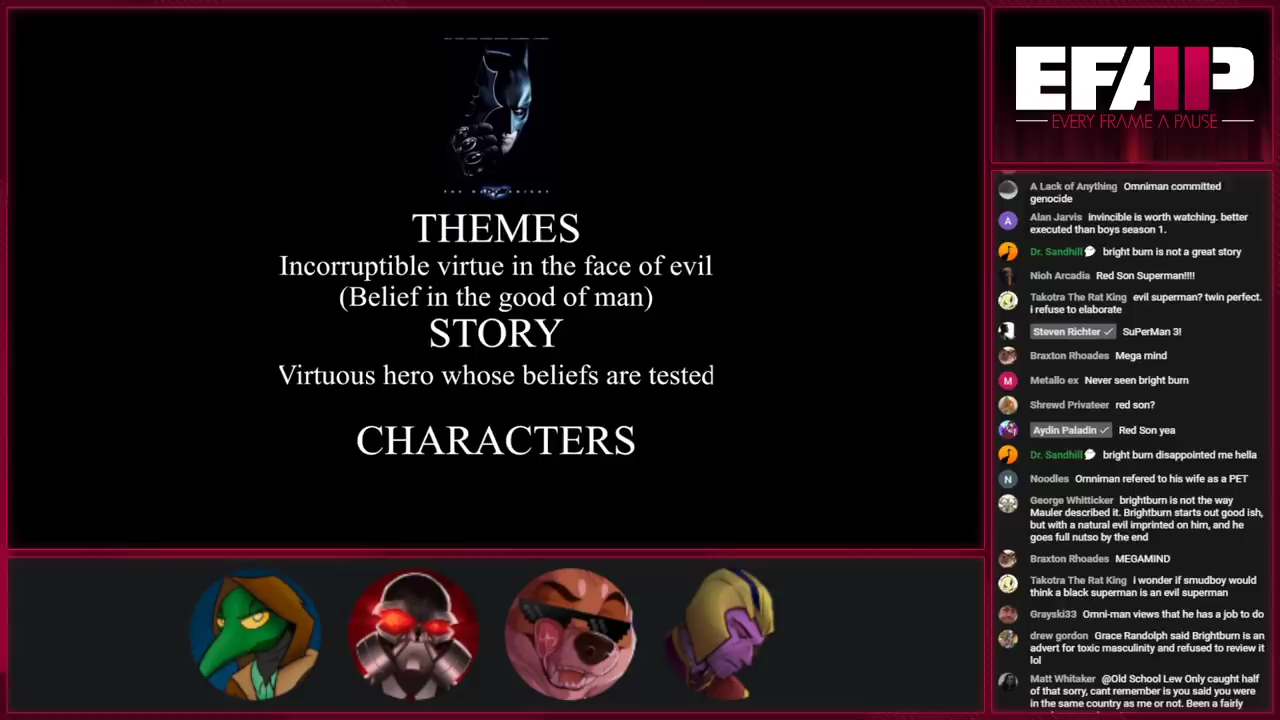 THE DARK KNIGHT
THEMES
Incorruptible virtue in the face of evil
(Belief in the good of man)
STORY
Virtuous hero whose beliefs are tested
CHARACTERS
EFAP
EVERY FRAME A PAUSE
A Lack of Anything Omniman committed
genocide
A
Alan Jarvis invincible is worth watching. better
executed than boys season 1.
Dr. Sandhill bright burn is not a great story
Nioh Arcadia Red Son Superman!!!!
Takotra The Rat King evil superman? twin perfect.
i refuse to elaborate
Steven Richter SuPerMan 3!
Braxton Rhoades Mega mind
M
Metallo ex Never seen bright burn
Shrewd Privateer red son?
Aydin Paladin Red Son yea
Dr. Sandhill bright burn disappointed me hella
N
Noodles Omniman refered to his wife as a PET
George Whitticker brightburn is not the way
Mauler described it. Brightburn starts out good ish,
but with a natural evil imprinted on him, and he
goes full nutso by the end
Braxton Rhoades MEGAMIND
Takotra The Rat King i wonder if smudboy would
think a black superman is an evil superman
Grayski33 Omni-man views that he has a job to do
drew gordon Grace Randolph said Brightburn is an
advert for toxic masculinity and refused to review it
lol
Matt Whitaker @Old School Lew Only caught half
of that sorry, cant remember is you said you were
in the same country as me or not. Been a fairly